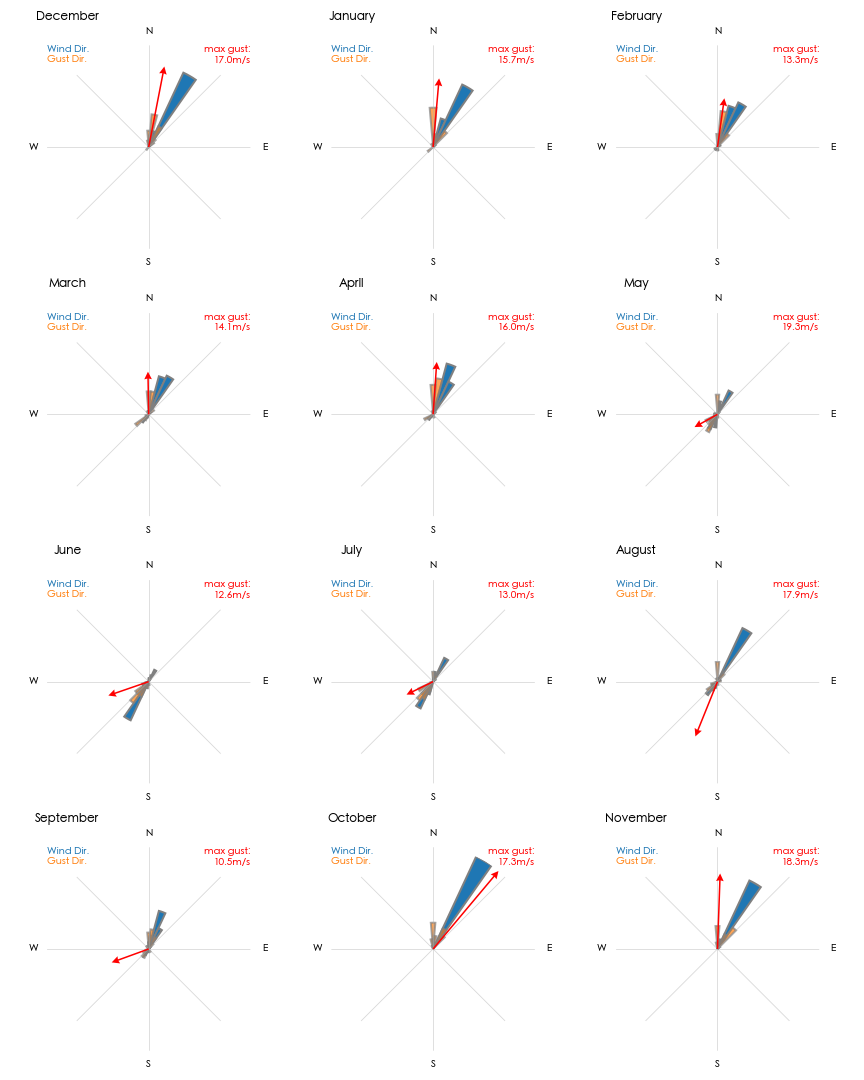 December
N
Wind Dir.
Gust Dir.
max gust:
17.0m/s
W
E
S
January
N
Wind Dir.
Gust Dir.
max gust:
15.7m/s
W
E
February
N
Wind Dir.
Gust Dir.
max gust:
13.3m/s
W
E
March
N
Wind Dir.
Gust Dir.
max gust:
14.1m/s
W
S
April
Wind Dir.
Gust Dir.
max gust:
16.0m/s
W
E
May
N
Wind Dir.
Gust Dir.
max gust:
19.3m/s
W
E
June
N
Wind Dir.
Gust Dir.
max gust:
12.6m/s
W
E
S
July
Wind Dir.
Gust Dir.
max gust:
13.0m/s
W
E
August
N
Wind Dir.
Gust Dir.
max gust:
17.9m/s
W
E
September
N
Wind Dir.
Gust Dir.
max gust:
10.5m/s
W
E
S
October
N
Wind Dir.
Gust Dir.
max gust:
17.3m/s
W
E
S
November
N
Wind Dir.
Gust Dir.
max gust:
18.3m/s
W
E
S